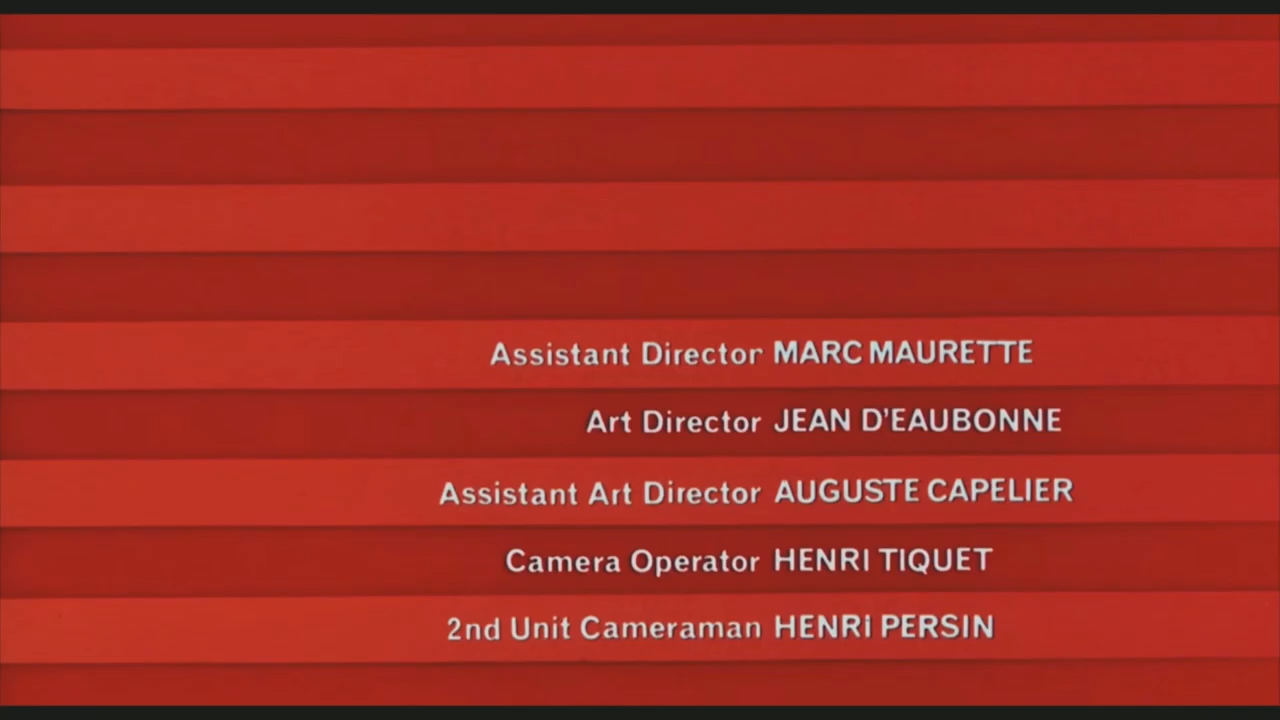 Assistant Director MARC MAURETTE
Art Director JEAN D'EAUBONNE
Assistant Art Director AUGUSTE CAPELIER
Camera Operator HENRI TIQUET
2nd Unit Cameraman HENRI PERSIN